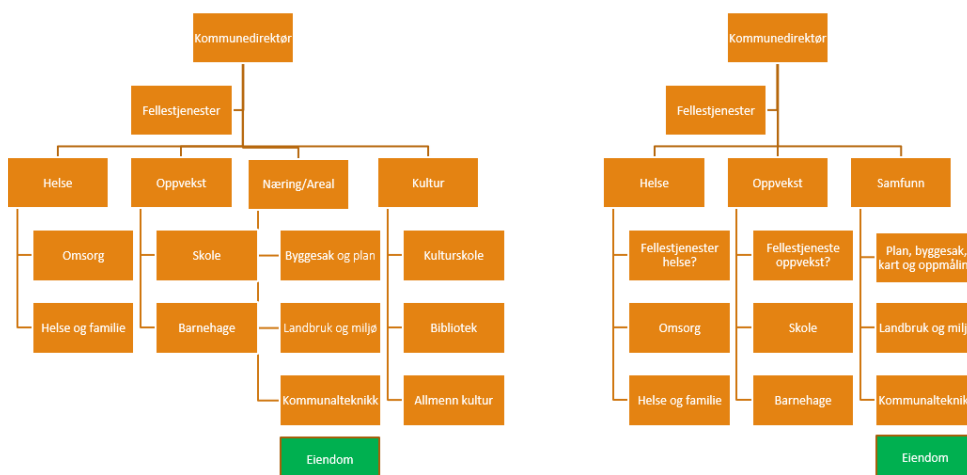 Kommunedirektør
Fellestjenester
Helse
Oppvekst
Næring/Areal
Kultur
Omsorg
Skole
Byggesak og plan
Kulturskole
Helse og familie
Barnehage
Landbruk og miljø
Bibliotek
Kommunalteknikk
Allmenn kultur
Eiendom
Kommunedirektør
Fellestjenester
Helse
Oppvekst
Samfunn
Fellestjenester
helse?
Fellestjeneste
oppvekst?
Plan, byggesak,
kart og oppmålin
Omsorg
Skole
Landbruk og milj
Helse og familie
Barnehage
Kommunalteknik
Eiendom